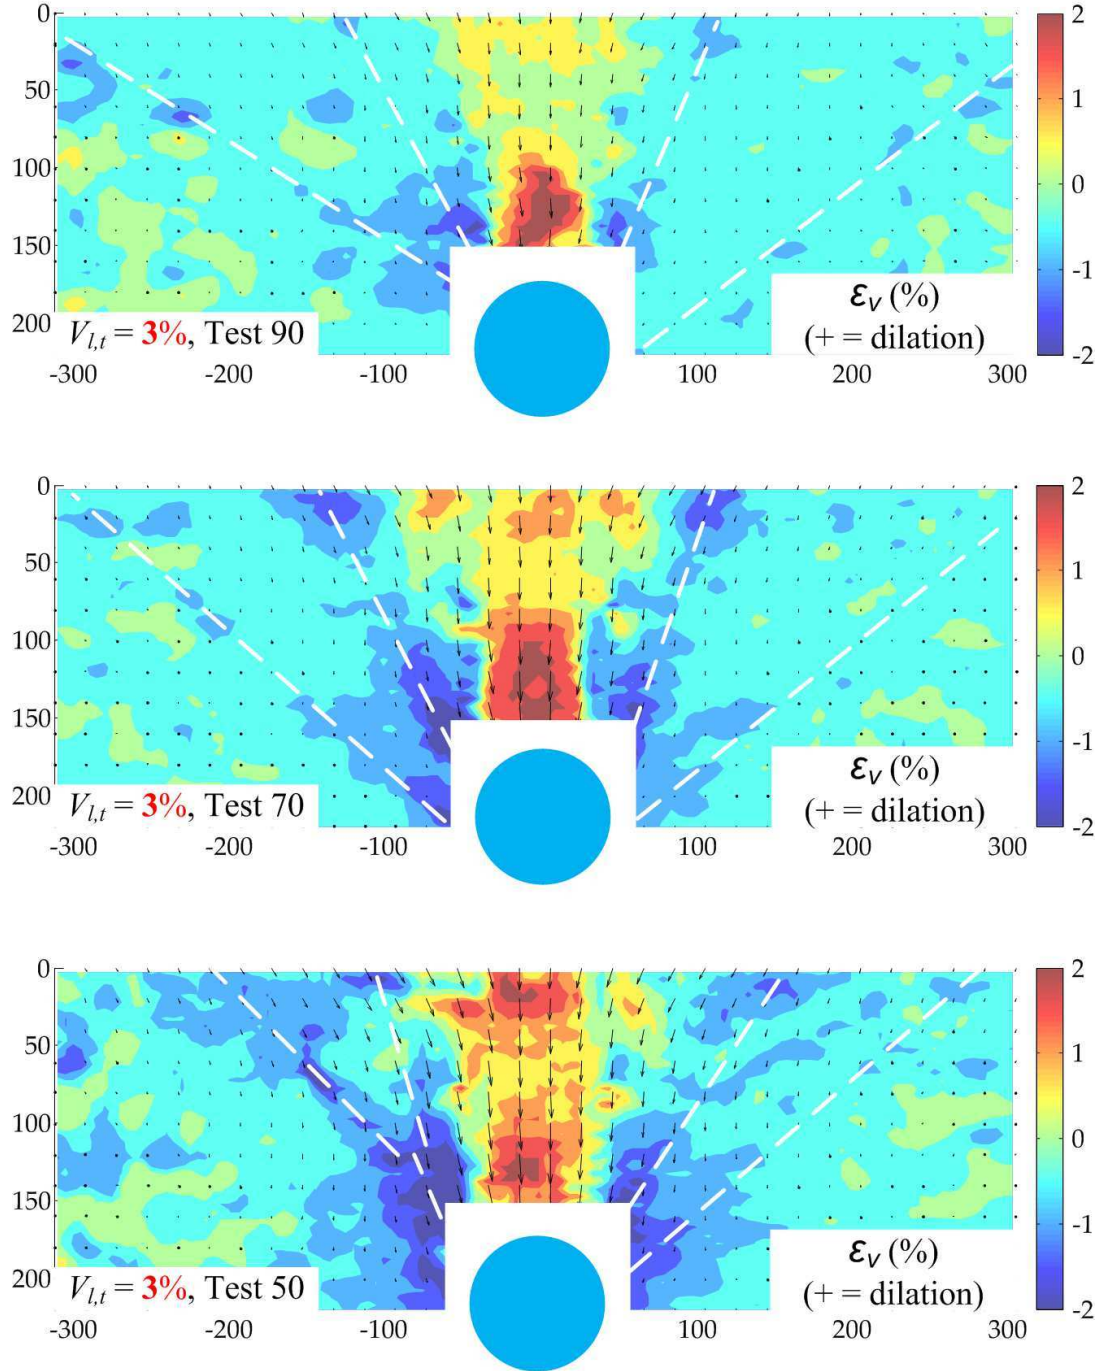 0
50
100
150
200
2
1
0
-1
-2
V_{l,t} = 3%, Test 90
ε_v (%)
(+ = dilation)
-300 -200 -100 100 200 300
0
50
100
150
200
2
1
0
-1
-2
V_{l,t} = 3%, Test 70
ε_v (%)
(+ = dilation)
-300 -200 -100 100 200 300
0
50
100
150
200
2
1
0
-1
-2
V_{l,t} = 3%, Test 50
ε_v (%)
(+ = dilation)
-300 -200 -100 100 200 300